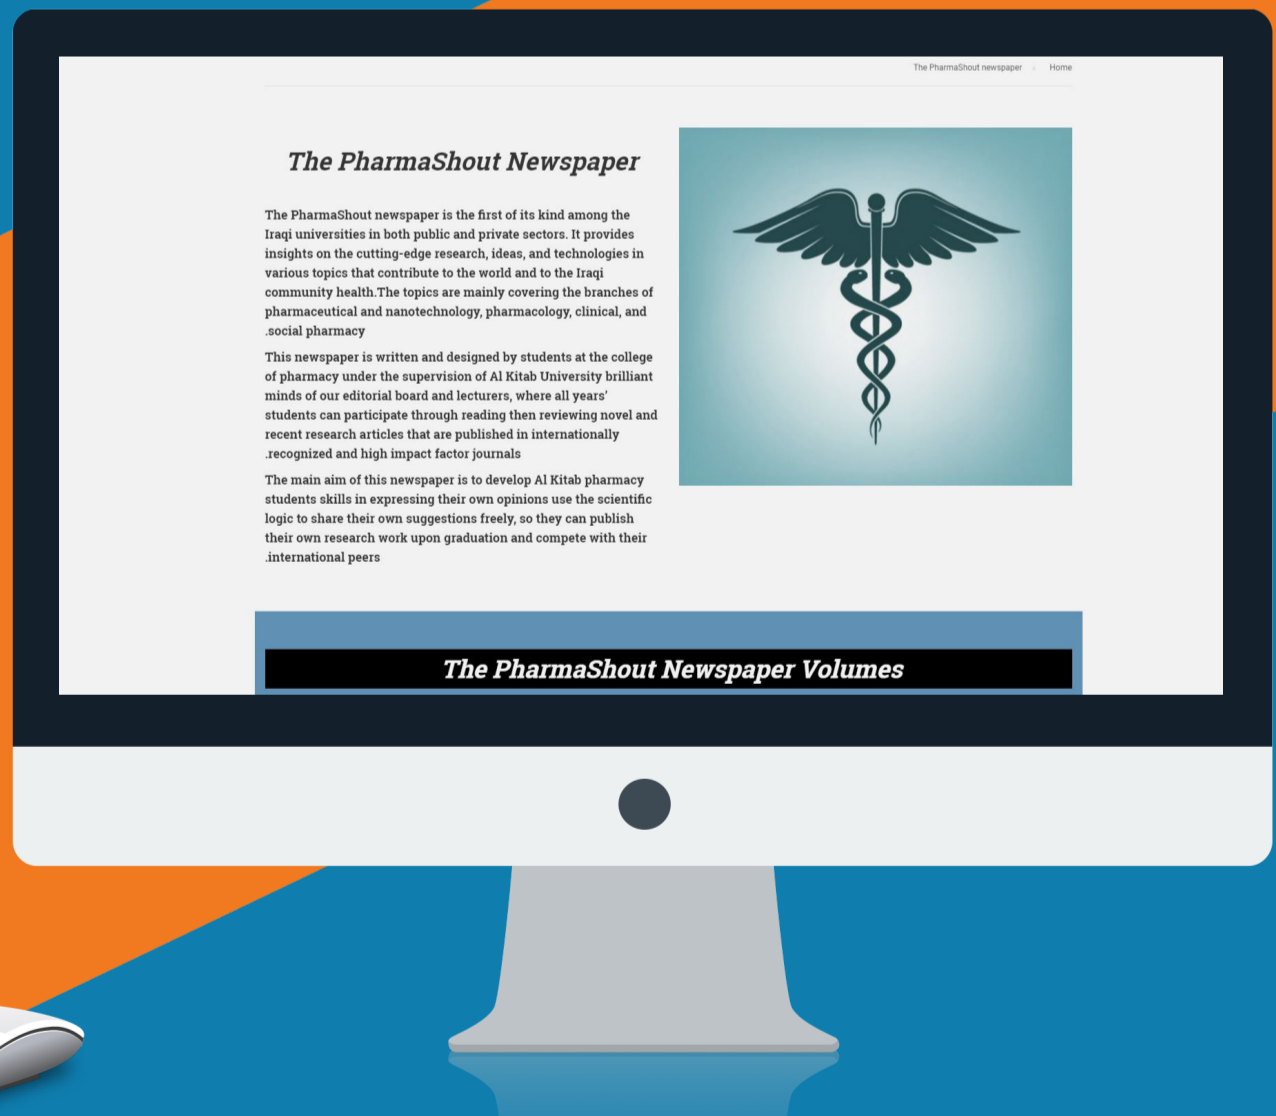 The PharmaShout newspaper Home
The PharmaShout Newspaper
The PharmaShout newspaper is the first of its kind among the
Iraqi universities in both public and private sectors. It provides
insights on the cutting-edge research, ideas, and technologies in
various topics that contribute to the world and to the Iraqi
community health.The topics are mainly covering the branches of
pharmaceutical and nanotechnology, pharmacology, clinical, and
.social pharmacy
This newspaper is written and designed by students at the college
of pharmacy under the supervision of Al Kitab University brilliant
minds of our editorial board and lecturers, where all years’
students can participate through reading then reviewing novel and
recent research articles that are published in internationally
.recognized and high impact factor journals
The main aim of this newspaper is to develop Al Kitab pharmacy
students skills in expressing their own opinions use the scientific
logic to share their own suggestions freely, so they can publish
their own research work upon graduation and compete with their
.international peers
The PharmaShout Newspaper Volumes